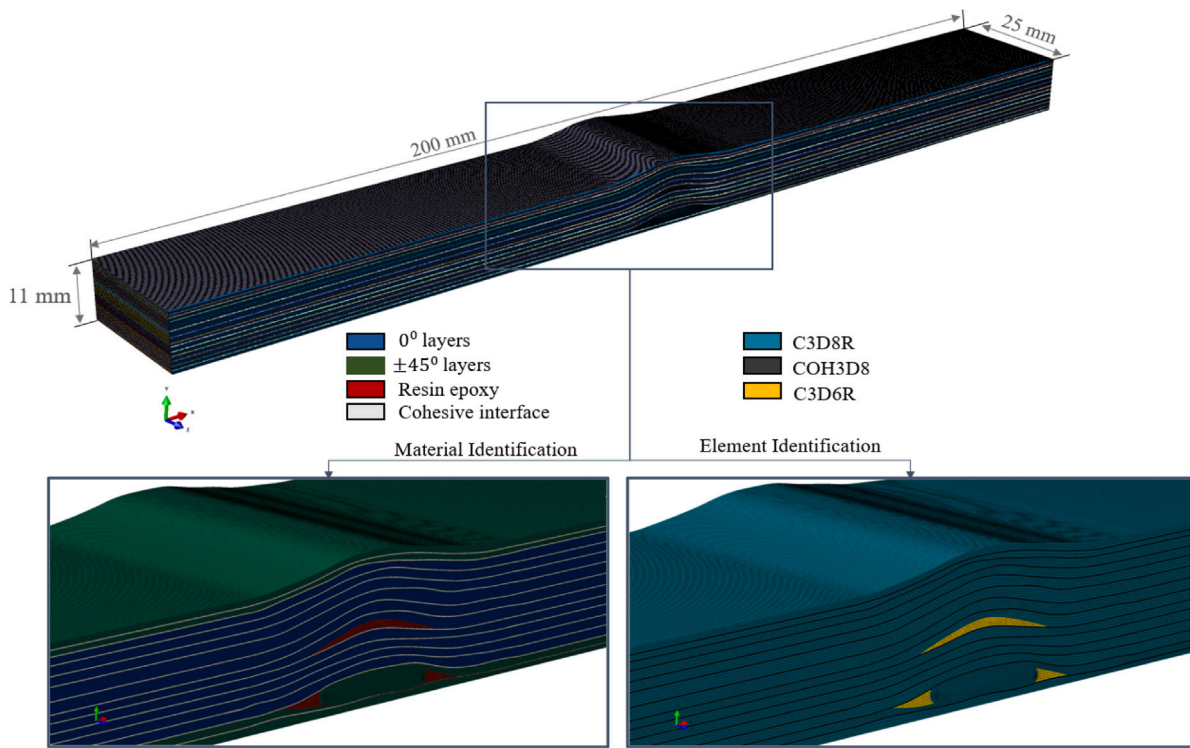 25 mm
200 mm
11 mm
0⁰ layers
±45⁰ layers
Resin epoxy
Cohesive interface
C3D8R
COH3D8
C3D6R
Y
X
Z
Material Identification
Element Identification